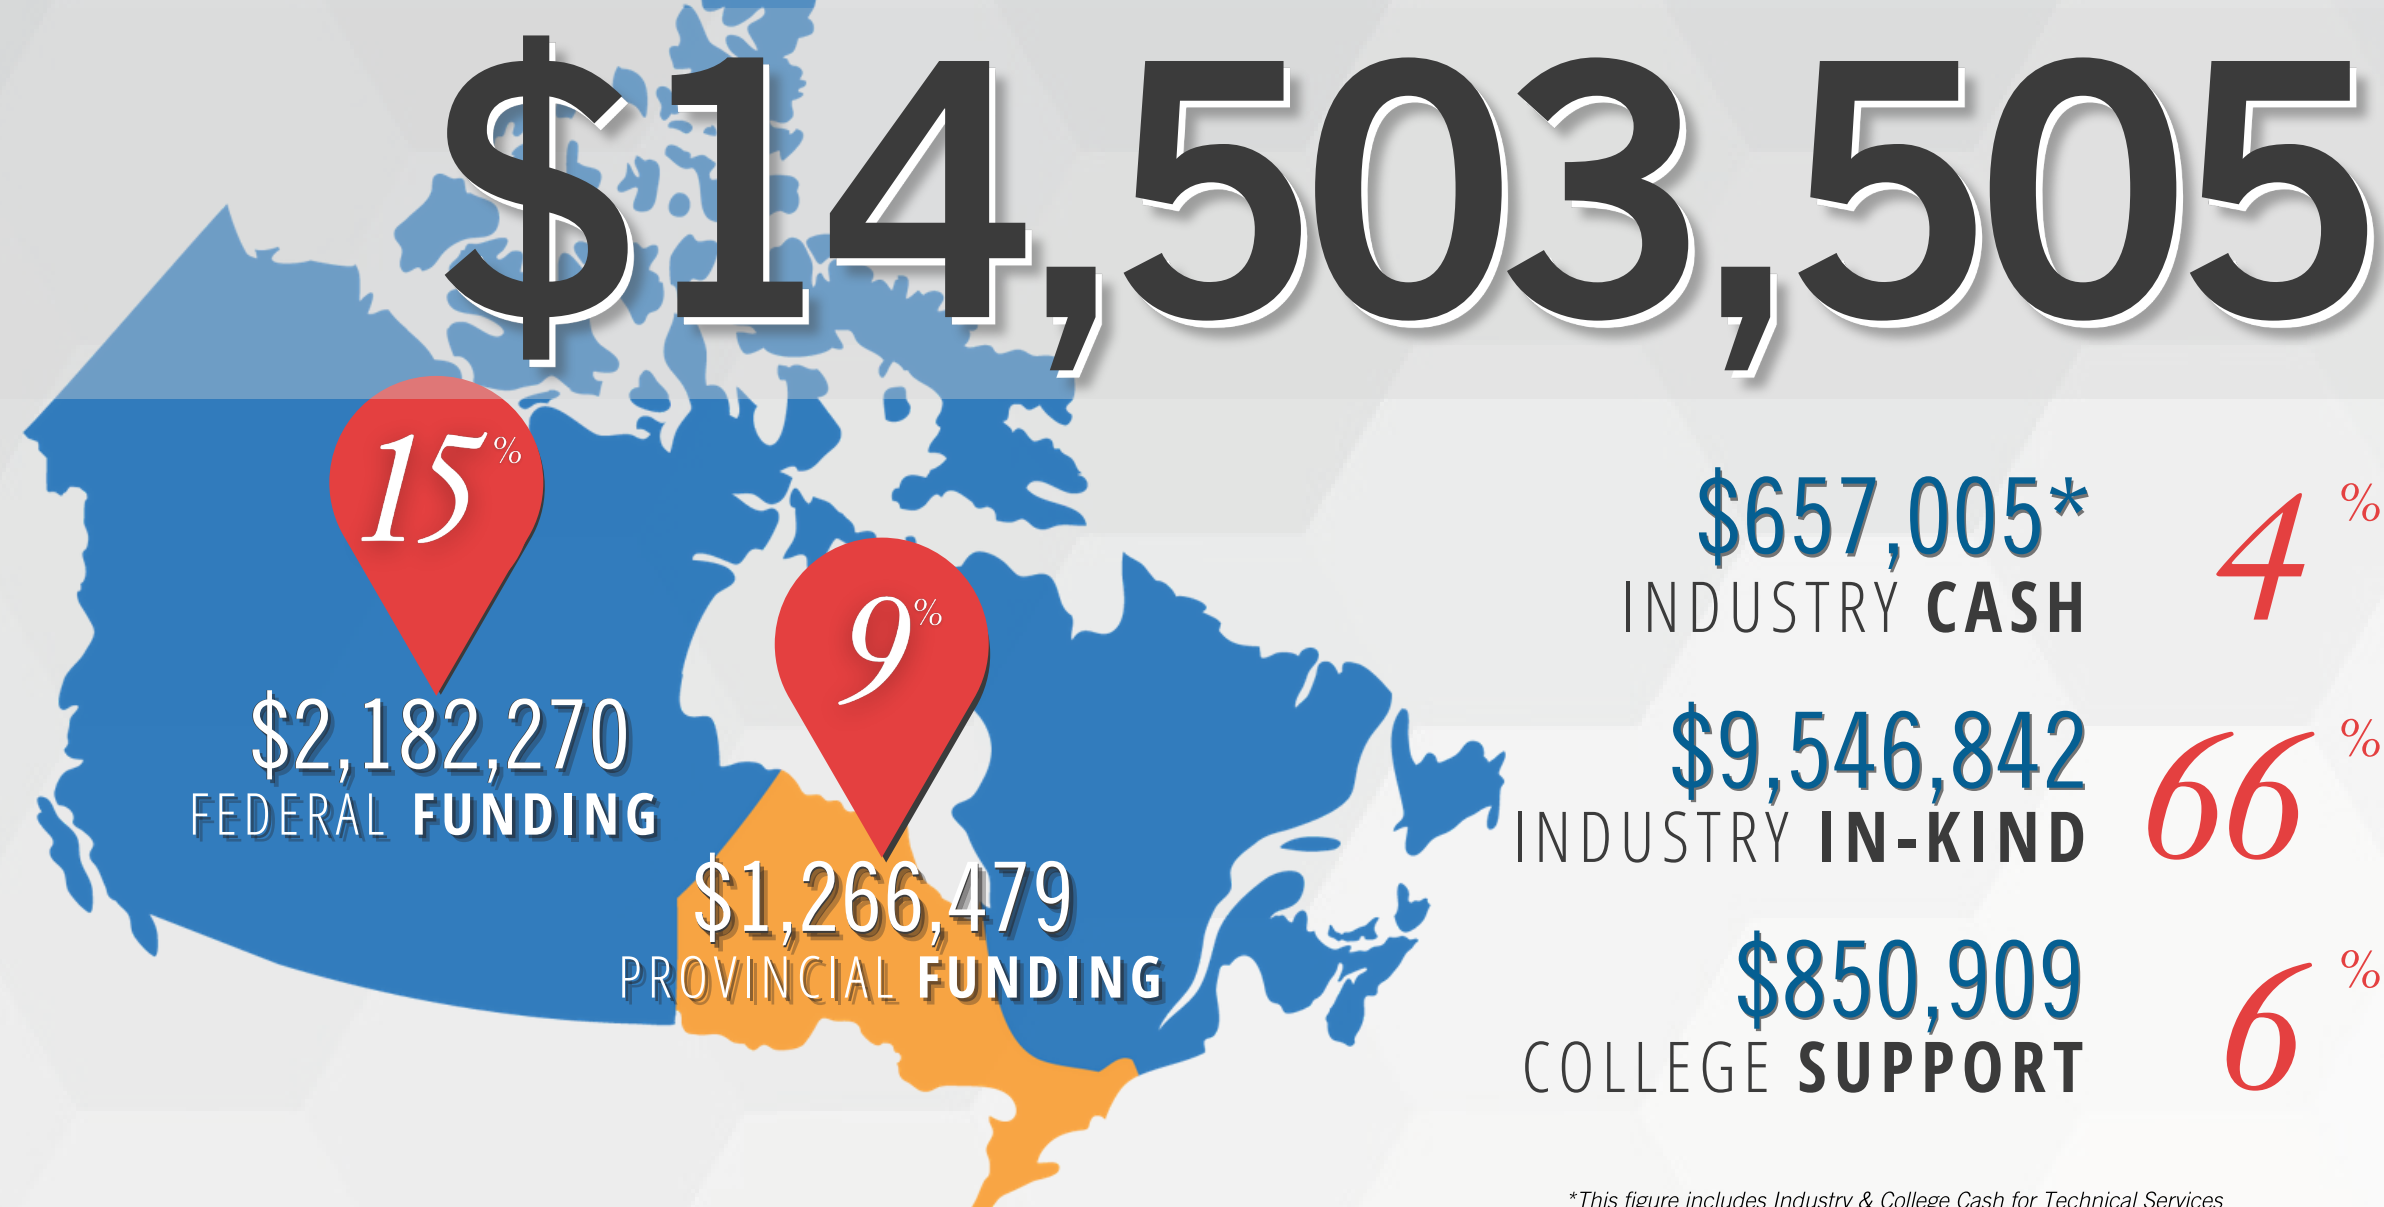 $14,503,505
15%
$2,182,270
FEDERAL FUNDING
9%
$1,266,479
PROVINCIAL FUNDING
$657,005* 4%
INDUSTRY CASH
$9,546,842 66%
INDUSTRY IN-KIND
$850,909 6%
COLLEGE SUPPORT
*This figure includes Industry & College Cash for Technical Services